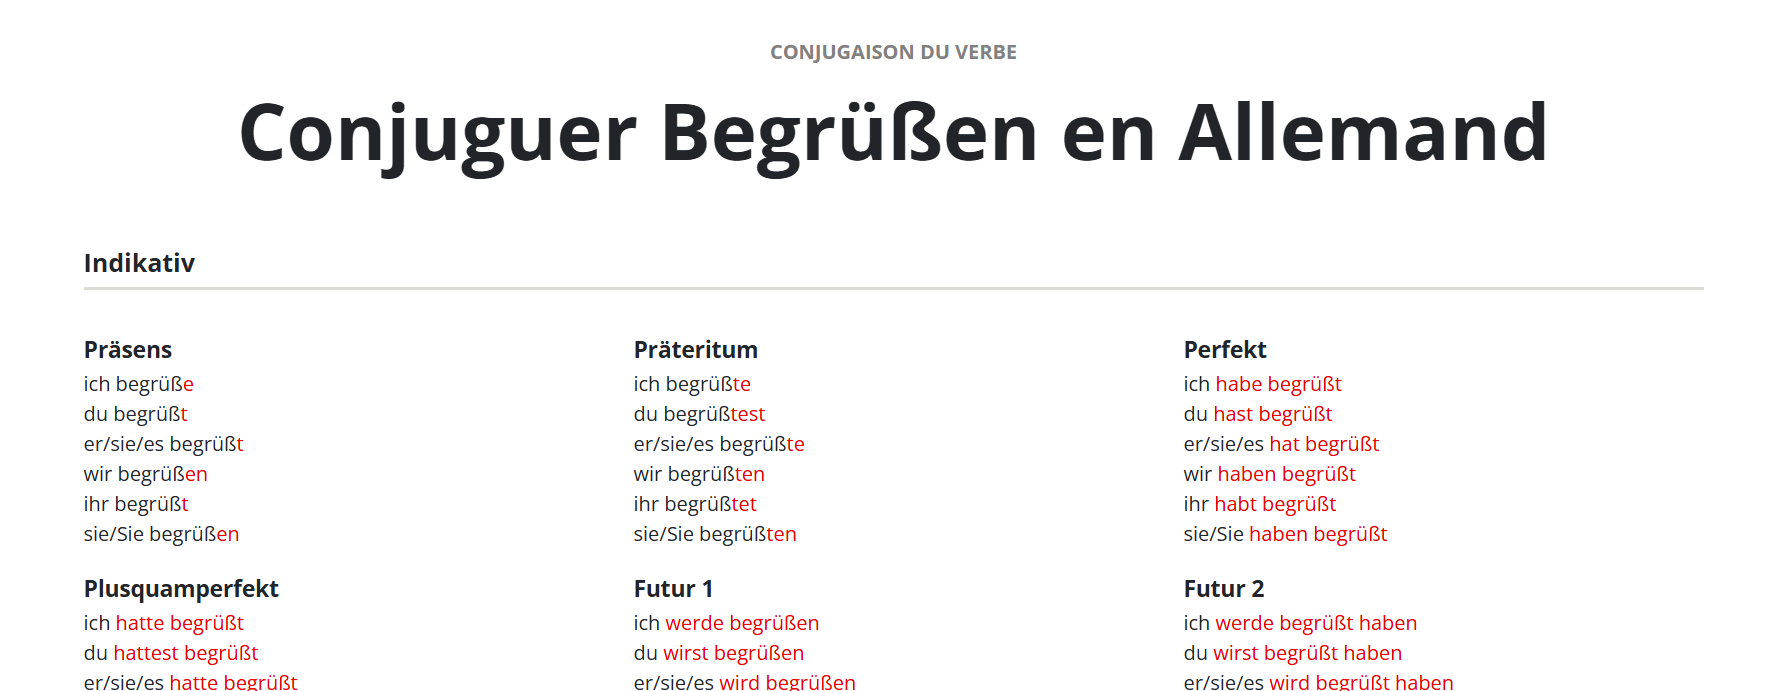 CONJUGAISON DU VERBE
Conjuguer Begrüßen en Allemand
Indikativ
Präsens
ich begrüße
du begrüßt
er/sie/es begrüßt
wir begrüßen
ihr begrüßt
sie/Sie begrüßen
Präteritum
ich begrüßte
du begrüßtest
er/sie/es begrüßte
wir begrüßten
ihr begrüßtet
sie/Sie begrüßten
Perfekt
ich habe begrüßt
du hast begrüßt
er/sie/es hat begrüßt
wir haben begrüßt
ihr habt begrüßt
sie/Sie haben begrüßt
Plusquamperfekt
ich hatte begrüßt
du hattest begrüßt
er/sie/es hatte begrüßt
Futur 1
ich werde begrüßen
du wirst begrüßen
er/sie/es wird begrüßen
Futur 2
ich werde begrüßt haben
du wirst begrüßt haben
er/sie/es wird begrüßt haben